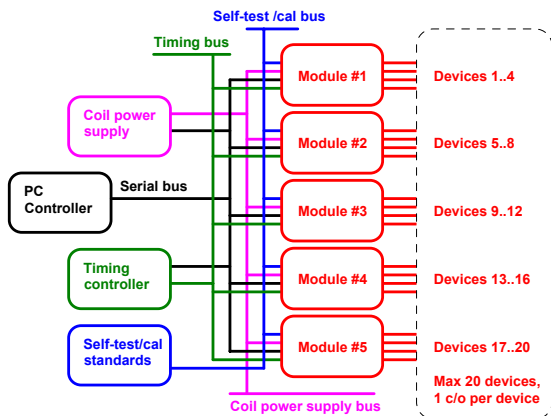 Self-test /cal bus
Timing bus
Module #1
Devices 1..4
Coil power
supply
Module #2
Devices 5..8
PC
Controller
Serial bus
Module #3
Devices 9..12
Timing
controller
Module #4
Devices 13..16
Self-test/cal
standards
Module #5
Devices 17..20
Max 20 devices,
1 c/o per device
Coil power supply bus